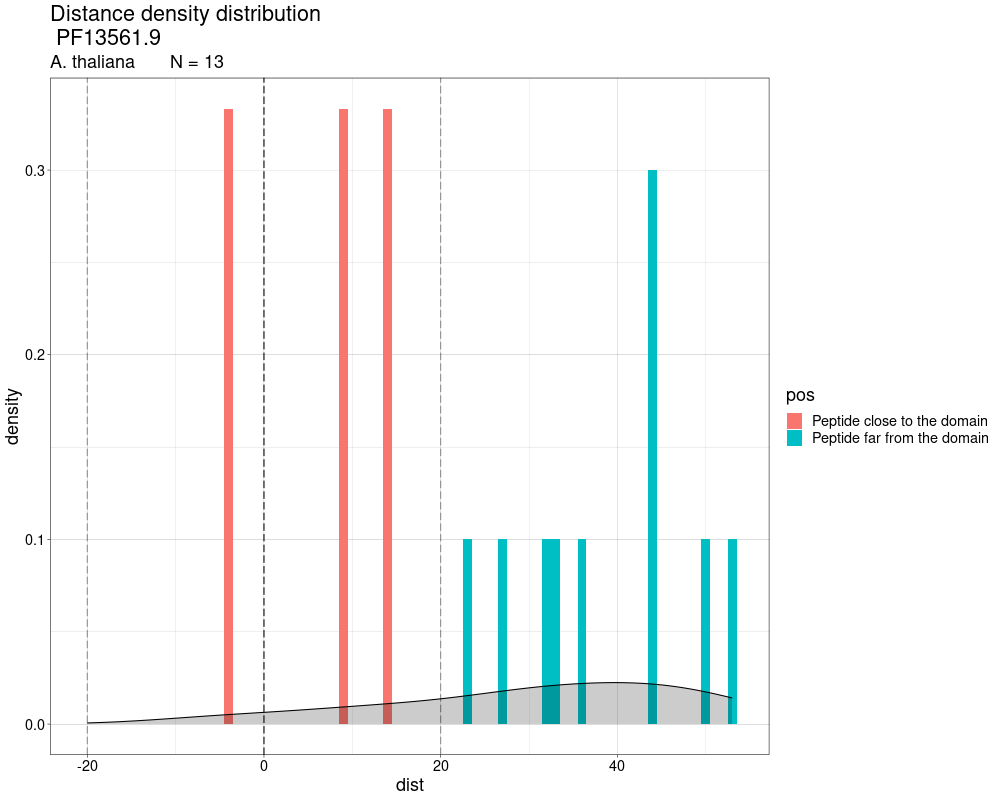 Distance density distribution
PF13561.9
A. thaliana N = 13
0.3
0.2
0.1
0.0
-20
0
20
40
dist
density
pos
Peptide close to the domain
Peptide far from the domain